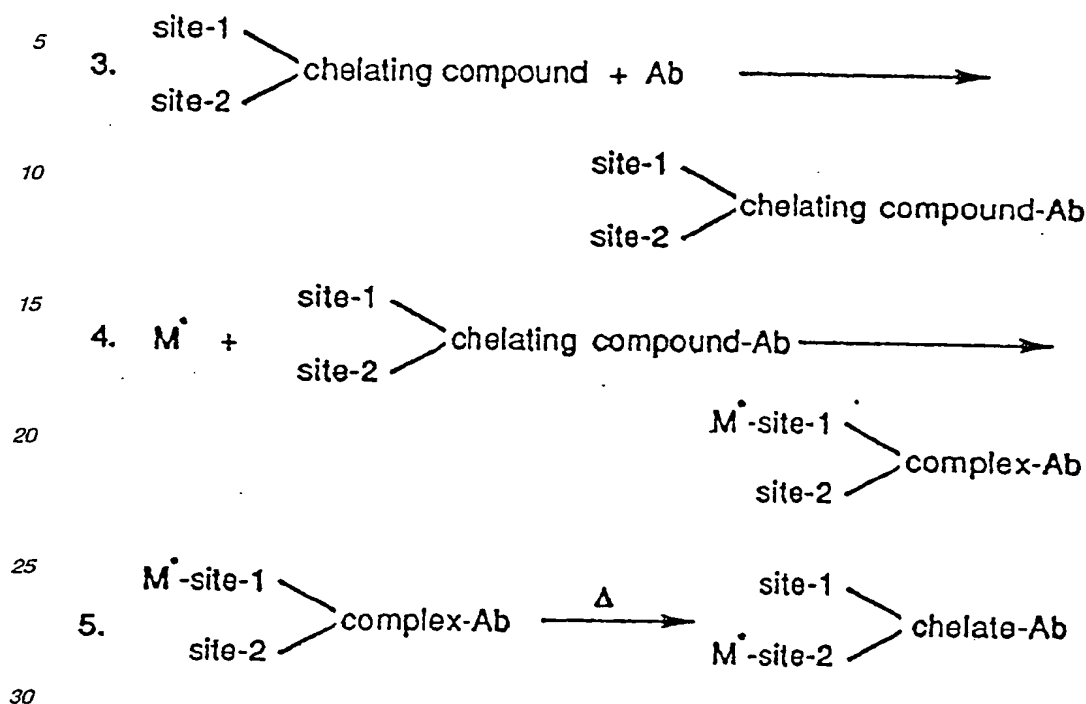 5
site-1
3. chelating compound + Ab
site-2
10
site-1
chelating compound-Ab
site-2
15
site-1
4. M* + chelating compound-Ab
site-2
20
M*-site-1
complex-Ab
site-2
25
M*-site-1 Δ site-1
5. complex-Ab chelate-Ab
site-2 M*-site-2
30